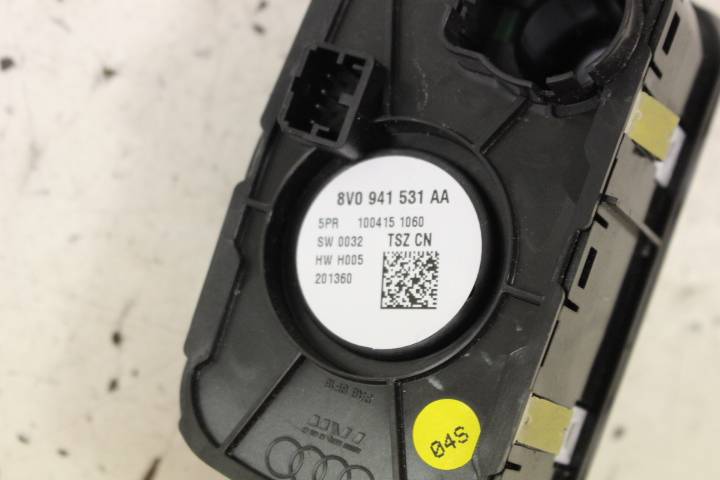 8V0 941 531 AA
5PR 100415 1060
SW 0032 TSZ CN
HW H005
201360
04S